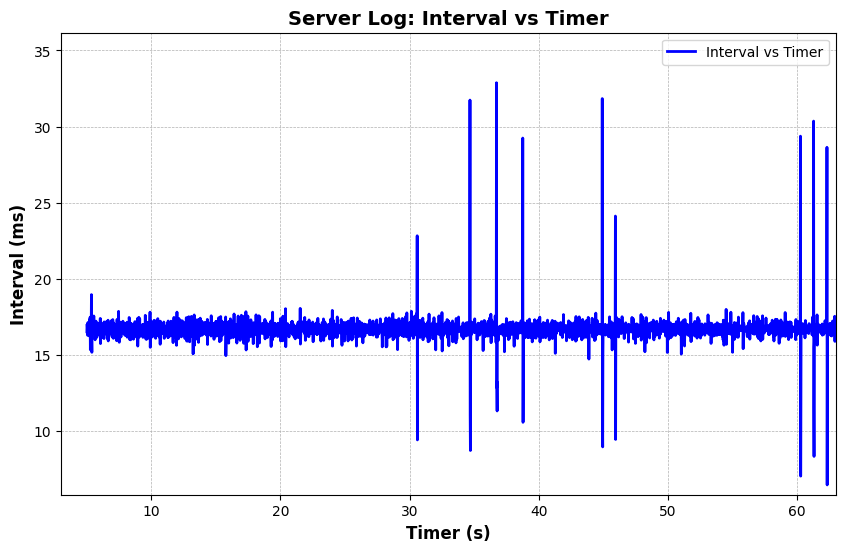 Server Log: Interval vs Timer
Interval vs Timer
35
30
25
20
15
10
Interval (ms)
10 20 30 40 50 60
Timer (s)